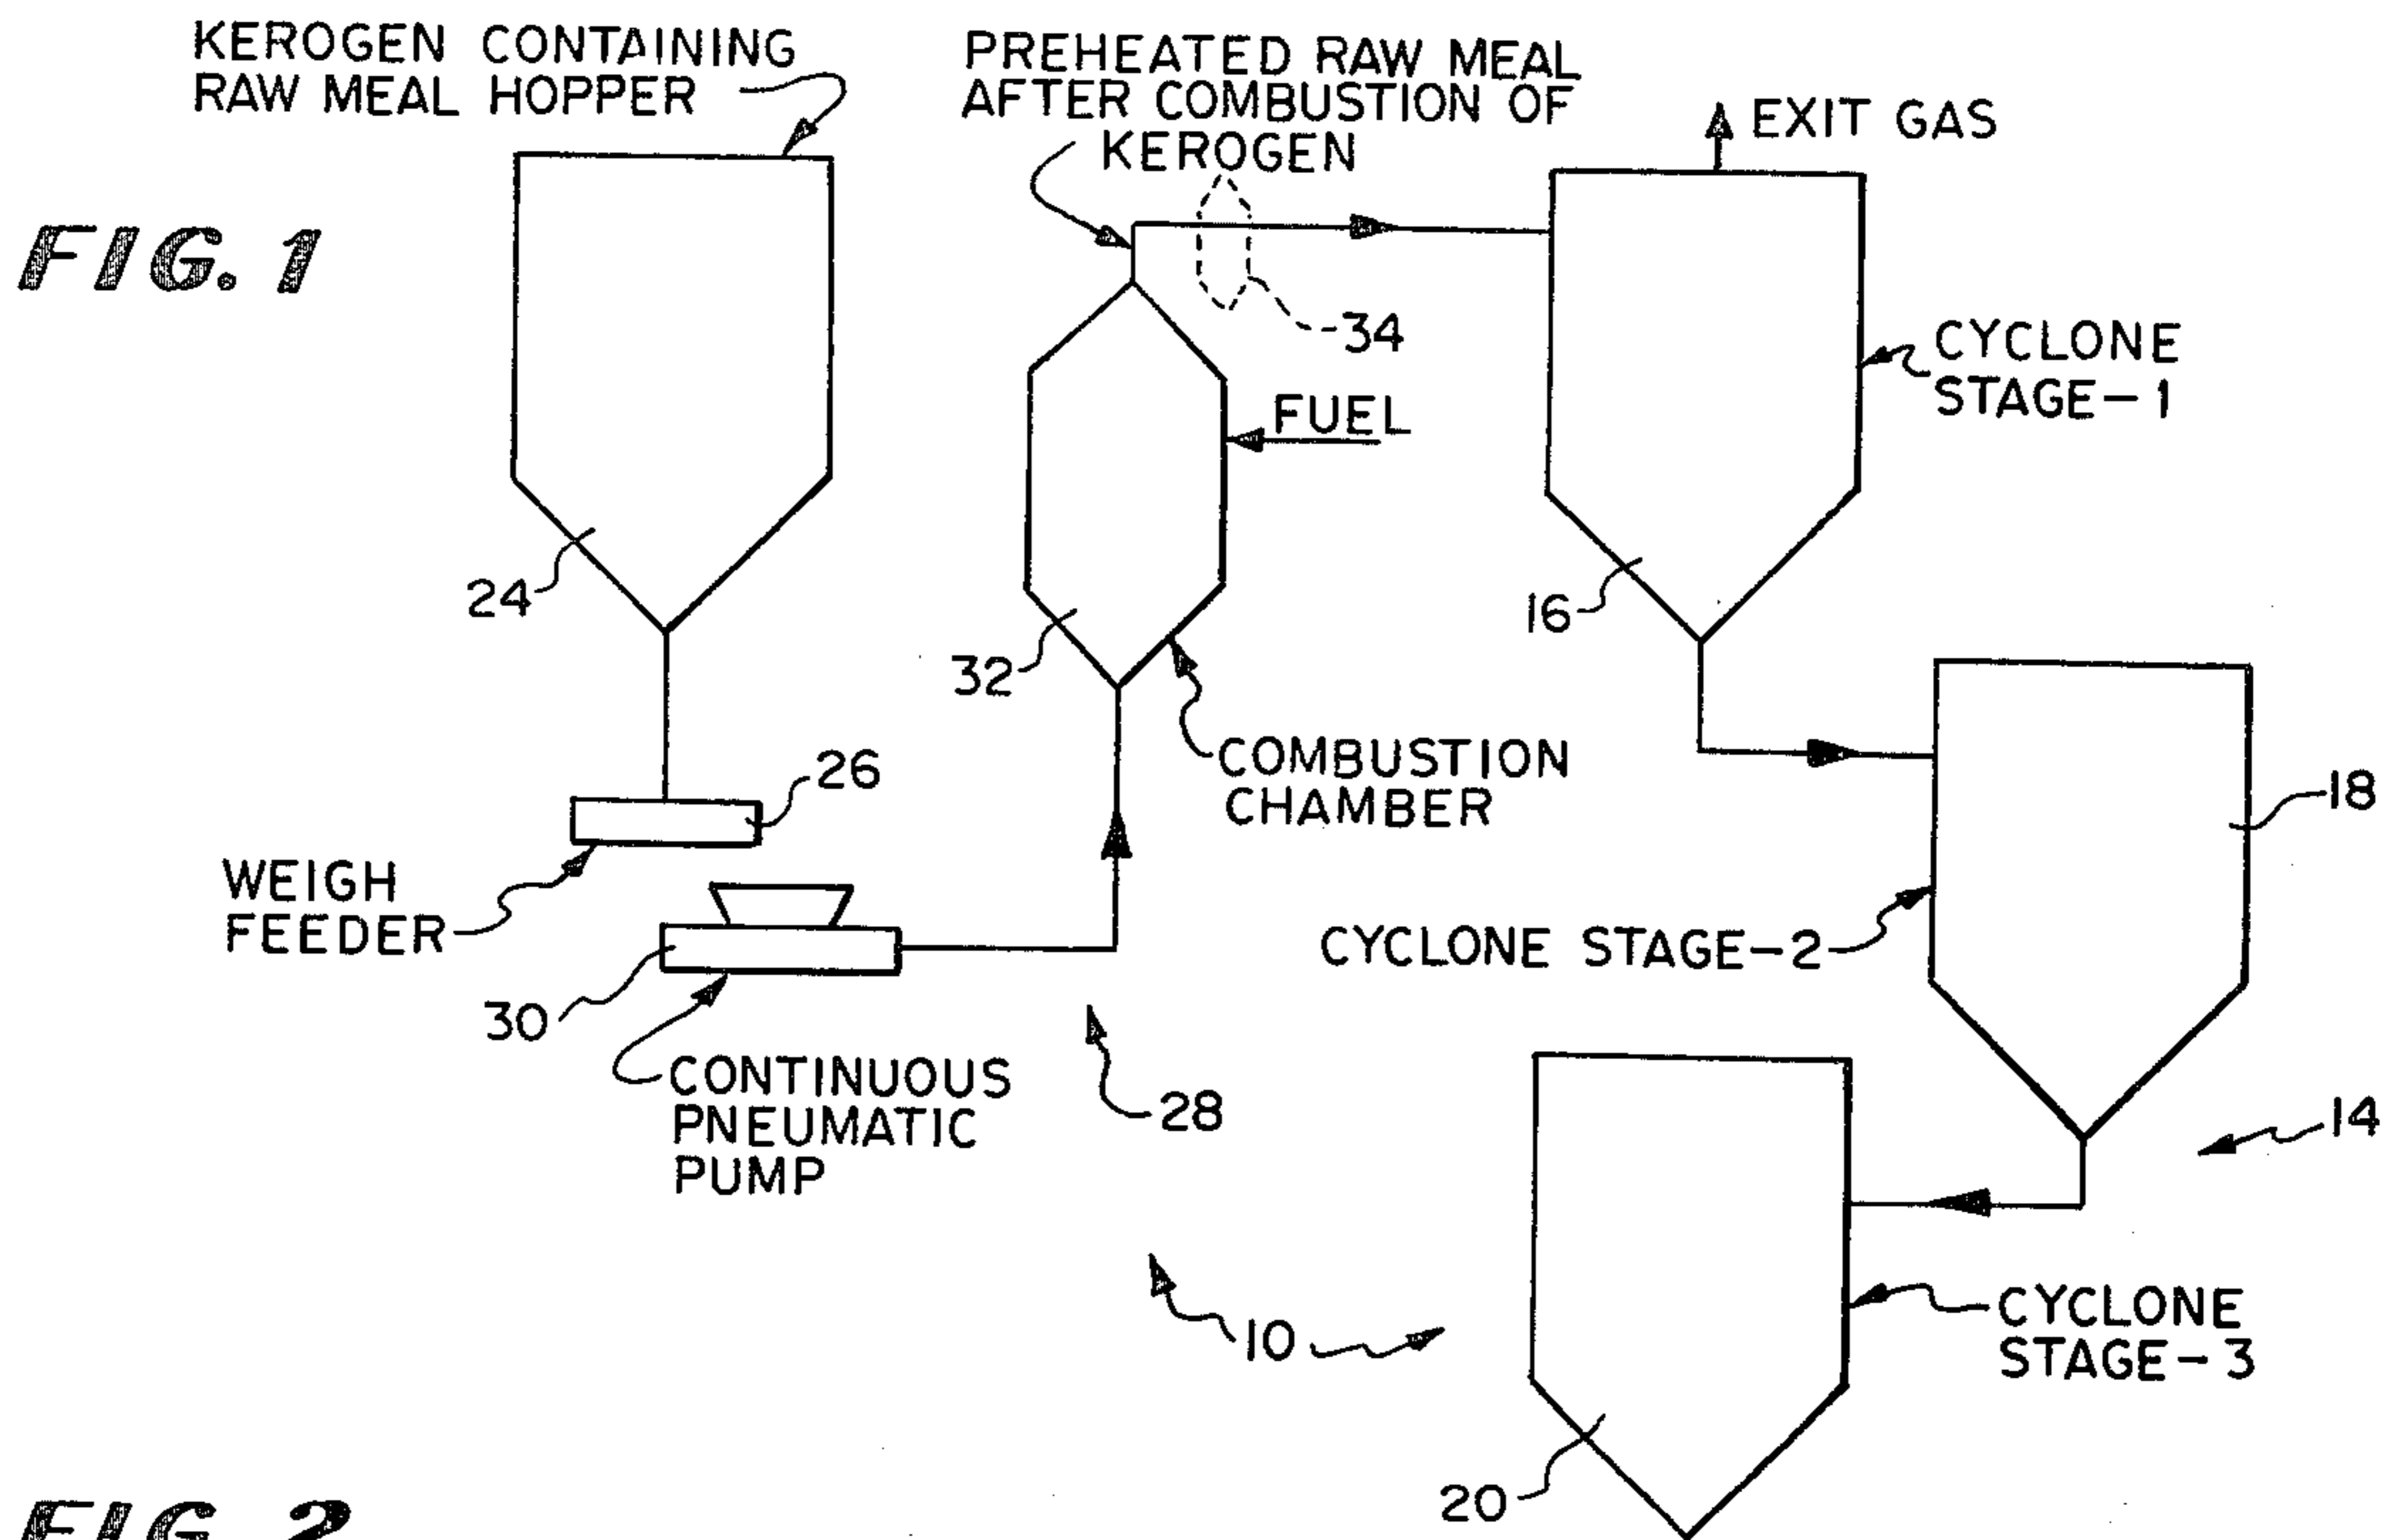 KEROGEN CONTAINING
RAW MEAL HOPPER
PREHEATED RAW MEAL
AFTER COMBUSTION OF
KEROGEN
EXIT GAS
FIG. 1
34
CYCLONE
STAGE-1
FUEL
24
16
32
COMBUSTION
CHAMBER
26
18
WEIGH
FEEDER
CYCLONE STAGE-2
30
CONTINUOUS
PNEUMATIC
PUMP
28
14
10
CYCLONE
STAGE-3
20
FIG. 2